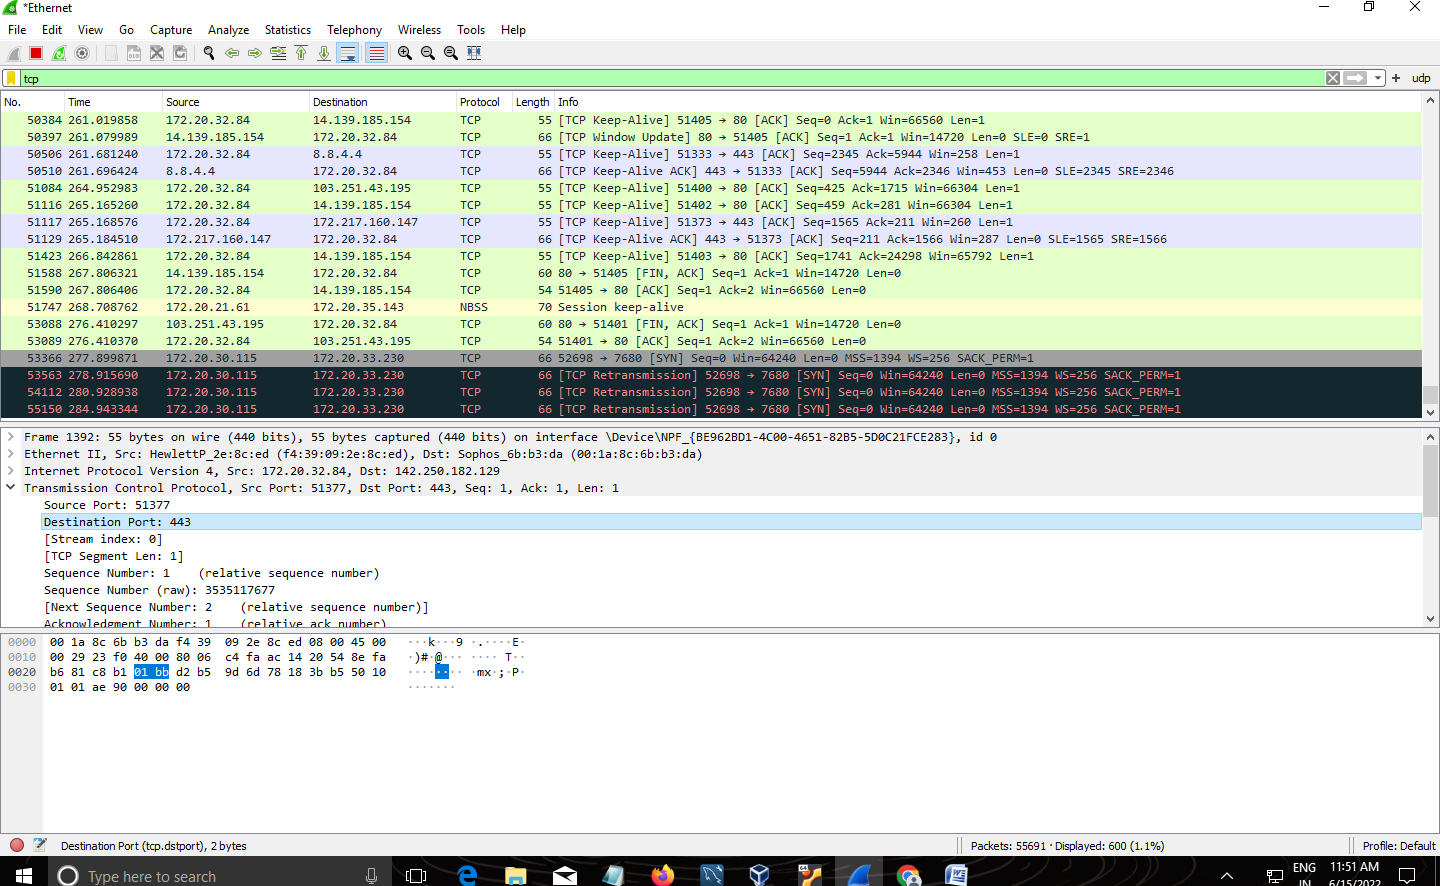 *Ethernet
File Edit View Go Capture Analyze Statistics Telephony Wireless Tools Help
tcp
+ udp
No. Time Source Destination Protocol Length Info
50384 261.019858 172.20.32.84 14.139.185.154 TCP 55 [TCP Keep-Alive] 51405 → 80 [ACK] Seq=0 Ack=1 Win=66560 Len=1
50397 261.079989 14.139.185.154 172.20.32.84 TCP 66 [TCP Window Update] 80 → 51405 [ACK] Seq=1 Ack=1 Win=14720 Len=0 SLE=0 SRE=1
50506 261.681240 172.20.32.84 8.8.4.4 TCP 55 [TCP Keep-Alive] 51333 → 443 [ACK] Seq=2345 Ack=5944 Win=258 Len=1
50510 261.696424 8.8.4.4 172.20.32.84 TCP 66 [TCP Keep-Alive ACK] 443 → 51333 [ACK] Seq=5944 Ack=2346 Win=453 Len=0 SLE=2345 SRE=2346
51084 264.952983 172.20.32.84 103.251.43.195 TCP 55 [TCP Keep-Alive] 51400 → 80 [ACK] Seq=425 Ack=1715 Win=66304 Len=1
51116 265.165260 172.20.32.84 14.139.185.154 TCP 55 [TCP Keep-Alive] 51402 → 80 [ACK] Seq=459 Ack=281 Win=66304 Len=1
51117 265.168576 172.20.32.84 172.217.160.147 TCP 55 [TCP Keep-Alive] 51373 → 443 [ACK] Seq=1565 Ack=211 Win=260 Len=1
51129 265.184510 172.217.160.147 172.20.32.84 TCP 66 [TCP Keep-Alive ACK] 443 → 51373 [ACK] Seq=211 Ack=1566 Win=287 Len=0 SLE=1565 SRE=1566
51423 266.842861 172.20.32.84 14.139.185.154 TCP 55 [TCP Keep-Alive] 51403 → 80 [ACK] Seq=1741 Ack=24298 Win=65792 Len=1
51588 267.806321 14.139.185.154 172.20.32.84 TCP 60 80 → 51405 [FIN, ACK] Seq=1 Ack=1 Win=14720 Len=0
51590 267.806406 172.20.32.84 14.139.185.154 TCP 54 51405 → 80 [ACK] Seq=1 Ack=2 Win=66560 Len=0
51747 268.708762 172.20.21.61 172.20.35.143 NBSS 70 Session keep-alive
53088 276.410297 103.251.43.195 172.20.32.84 TCP 60 80 → 51401 [FIN, ACK] Seq=1 Ack=1 Win=14720 Len=0
53089 276.410370 172.20.32.84 103.251.43.195 TCP 54 51401 → 80 [ACK] Seq=1 Ack=2 Win=66560 Len=0
53366 277.899871 172.20.30.115 172.20.33.230 TCP 66 52698 → 7680 [SYN] Seq=0 Win=64240 Len=0 MSS=1394 WS=256 SACK_PERM=1
53563 278.915690 172.20.30.115 172.20.33.230 TCP 66 [TCP Retransmission] 52698 → 7680 [SYN] Seq=0 Win=64240 Len=0 MSS=1394 WS=256 SACK_PERM=1
54112 280.928938 172.20.30.115 172.20.33.230 TCP 66 [TCP Retransmission] 52698 → 7680 [SYN] Seq=0 Win=64240 Len=0 MSS=1394 WS=256 SACK_PERM=1
55150 284.943344 172.20.30.115 172.20.33.230 TCP 66 [TCP Retransmission] 52698 → 7680 [SYN] Seq=0 Win=64240 Len=0 MSS=1394 WS=256 SACK_PERM=1
Frame 1392: 55 bytes on wire (440 bits), 55 bytes captured (440 bits) on interface \Device\NPF_{BE962BD1-4C00-4651-82B5-5D0C21FCE283}, id 0
Ethernet II, Src: HewlettP_2e:8c:ed (f4:39:09:2e:8c:ed), Dst: Sophos_6b:b3:da (00:1a:8c:6b:b3:da)
Internet Protocol Version 4, Src: 172.20.32.84, Dst: 142.250.182.129
Transmission Control Protocol, Src Port: 51377, Dst Port: 443, Seq: 1, Ack: 1, Len: 1
Source Port: 51377
Destination Port: 443
[Stream index: 0]
[TCP Segment Len: 1]
Sequence Number: 1 (relative sequence number)
Sequence Number (raw): 3535117677
[Next Sequence Number: 2 (relative sequence number)]
Acknowledgment Number: 1 (relative ack number)
0000 00 1a 8c 6b b3 da f4 39 09 2e 8c ed 08 00 45 00 ···k···9 ·.····E·
0010 00 29 23 f0 40 00 80 06 c4 fa ac 14 20 54 8e fa ·)#·@··· ···· T··
0020 b6 81 c8 b1 01 bb d2 b5 9d 6d 78 18 3b b5 50 10 ········ ·mx·;·P·
0030 01 01 ae 90 00 00 00 ·······
Destination Port (tcp.dstport), 2 bytes
Packets: 55691 · Displayed: 600 (1.1%)
Profile: Default
Type here to search
ENG
IN
11:51 AM
6/15/2022